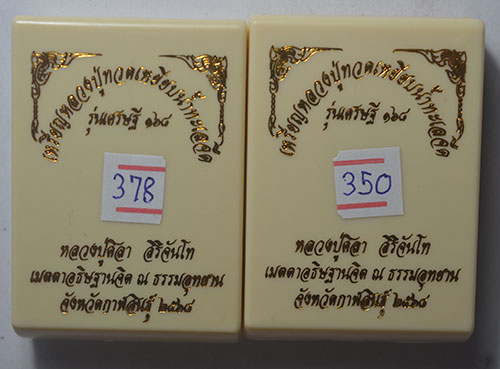 เหรียญหลวงปู่ทวดเหยียบน้ำทะเลจืด
รุ่นเศรษฐี ๑๖๘
378
หลวงปู่ศิลา สิริจันโท
เมตตาอธิษฐานจิต ณ ธรรมอุทยาน
จังหวัดกาฬสินธุ์ ๒๕๖๘
เหรียญหลวงปู่ทวดเหยียบน้ำทะเลจืด
รุ่นเศรษฐี ๑๖๘
350
หลวงปู่ศิลา สิริจันโท
เมตตาอธิษฐานจิต ณ ธรรมอุทยาน
จังหวัดกาฬสินธุ์ ๒๕๖๘